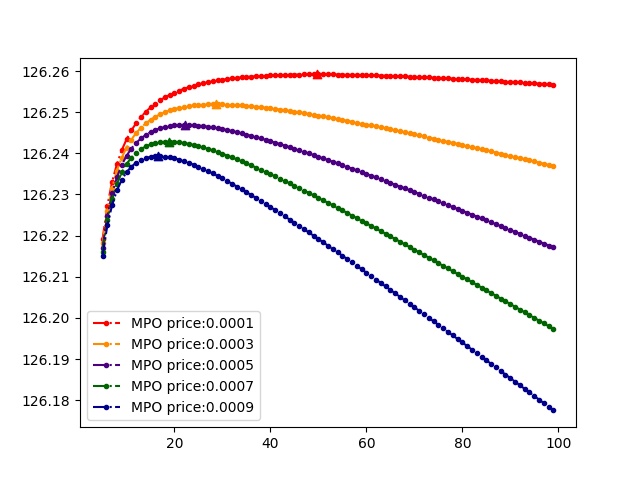 126.26
126.25
126.24
126.23
126.22
126.21
126.20
126.19
126.18
MPO price:0.0001
MPO price:0.0003
MPO price:0.0005
MPO price:0.0007
MPO price:0.0009
20 40 60 80 100